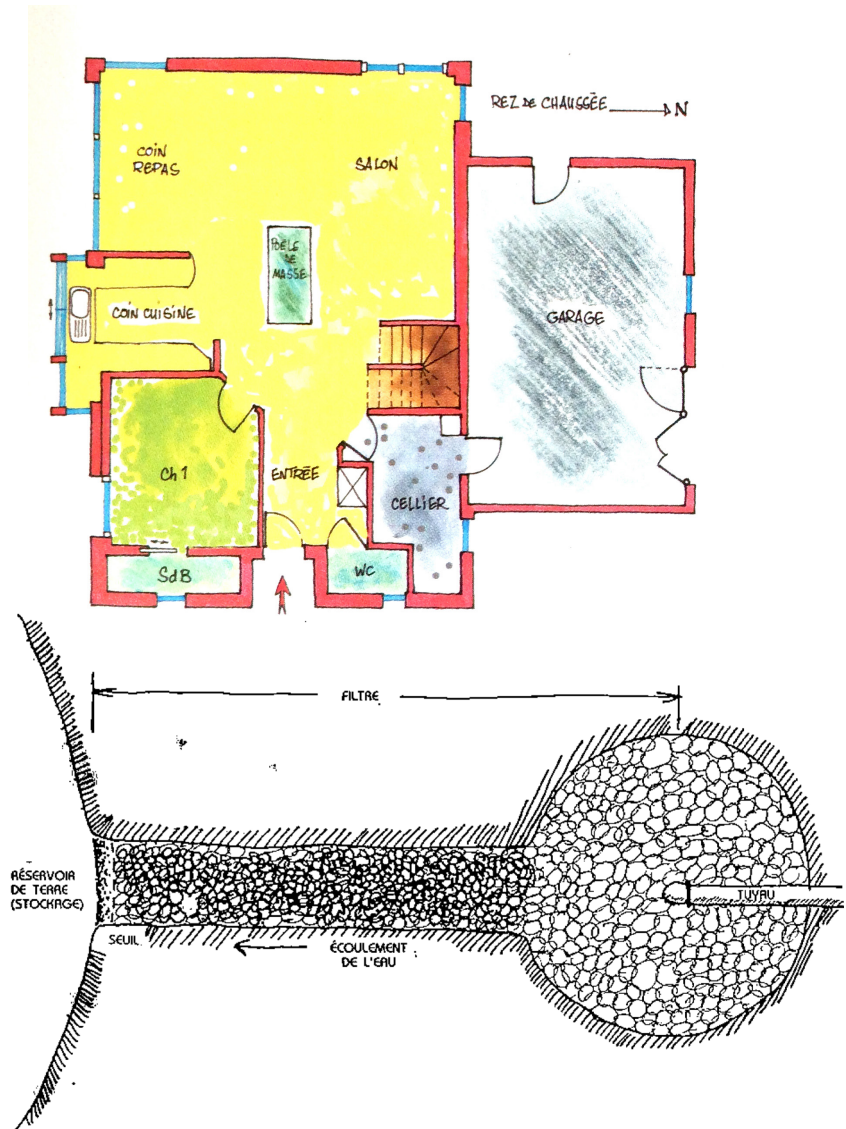 REZ DE CHAUSSÉE
N
COIN
REPAS
SALON
POÊLE
DE
MASSE
COIN CUISINE
GARAGE
Ch 1
ENTRÉE
CELLIER
SdB
WC
FILTRE
RÉSERVOIR
DE TERRE
(STOCKAGE)
TUYAU
SEUIL
ÉCOULEMENT
DE L'EAU